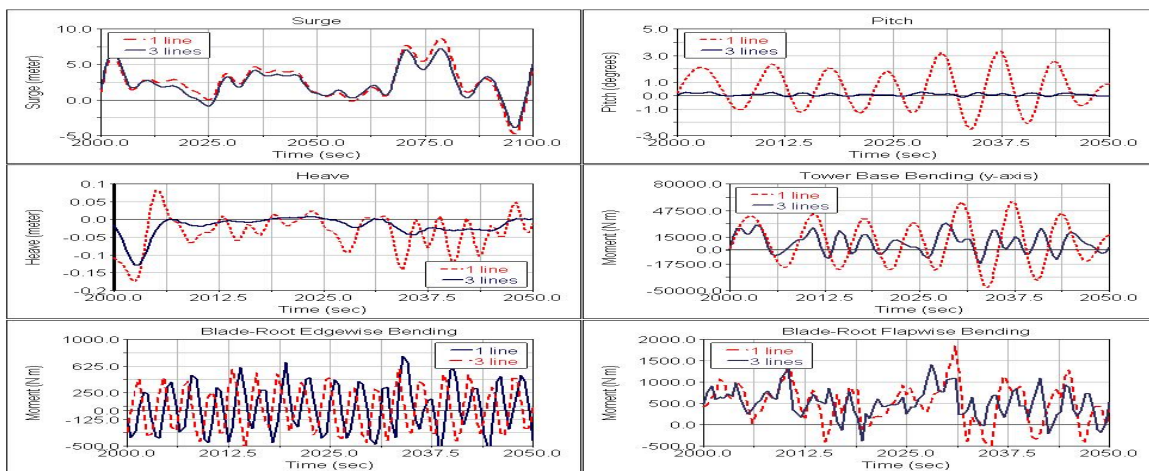 Surge
10.0
5.0
0.0
-5.0
Surge (meter)
1 line
3 lines
2000.0 2025.0 2050.0 2075.0 2100.0
Time (sec)
Pitch
5.0
3.0
1.0
0.0
-1.0
-3.0
Pitch (degrees)
1 line
3 lines
2000.0 2012.5 2025.0 2037.5 2050.0
Time (sec)
Heave
0.1
0.05
0.0
-0.05
-0.1
-0.15
-0.2
Heave (meter)
1 line
3 lines
2000.0 2012.5 2025.0 2037.5 2050.0
Time (sec)
Tower Base Bending (y-axis)
80000.0
47500.0
15000.0
0.0
-17500.0
-50000.0
Moment (N m)
1 line
3 lines
2000.0 2012.5 2025.0 2037.5 2050.0
Time (sec)
Blade-Root Edgewise Bending
1000.0
625.0
250.0
0.0
-125.0
-500.0
Moment (N m)
1 line
3 line
2000.0 2012.5 2025.0 2037.5 2050.0
Time (sec)
Blade-Root Flapwise Bending
2000.0
1500.0
1000.0
500.0
0.0
-500.0
Moment (N m)
1 line
3 lines
2000.0 2012.5 2025.0 2037.5 2050.0
Time (sec)